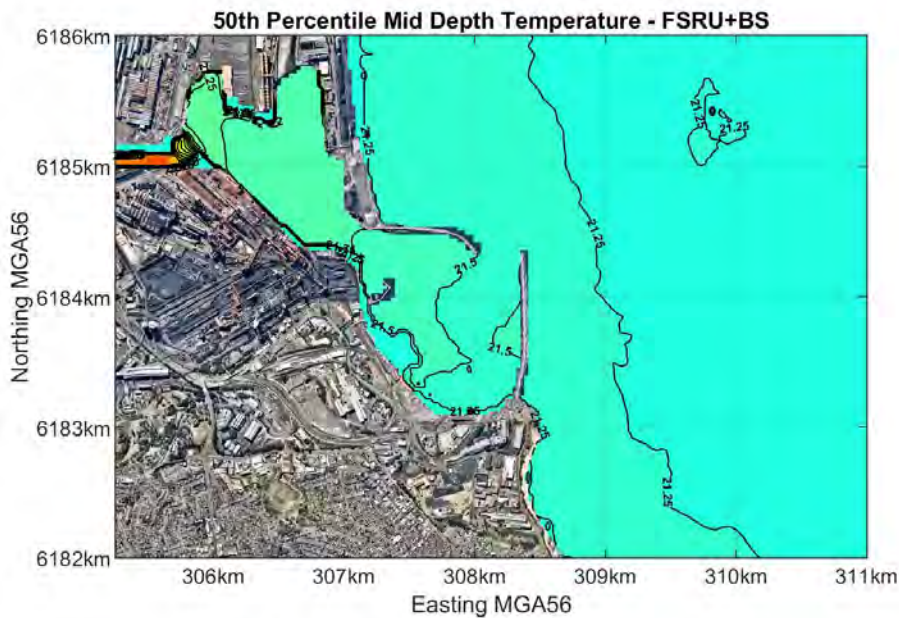 50th Percentile Mid Depth Temperature - FSRU+BS
6186km
6185km
6184km
6183km
6182km
Northing MGA56
21.25
21.25
21.25
21.25
21.5
21.5
21.5
21.25
21.25
306km
307km
308km
309km
310km
311km
Easting MGA56